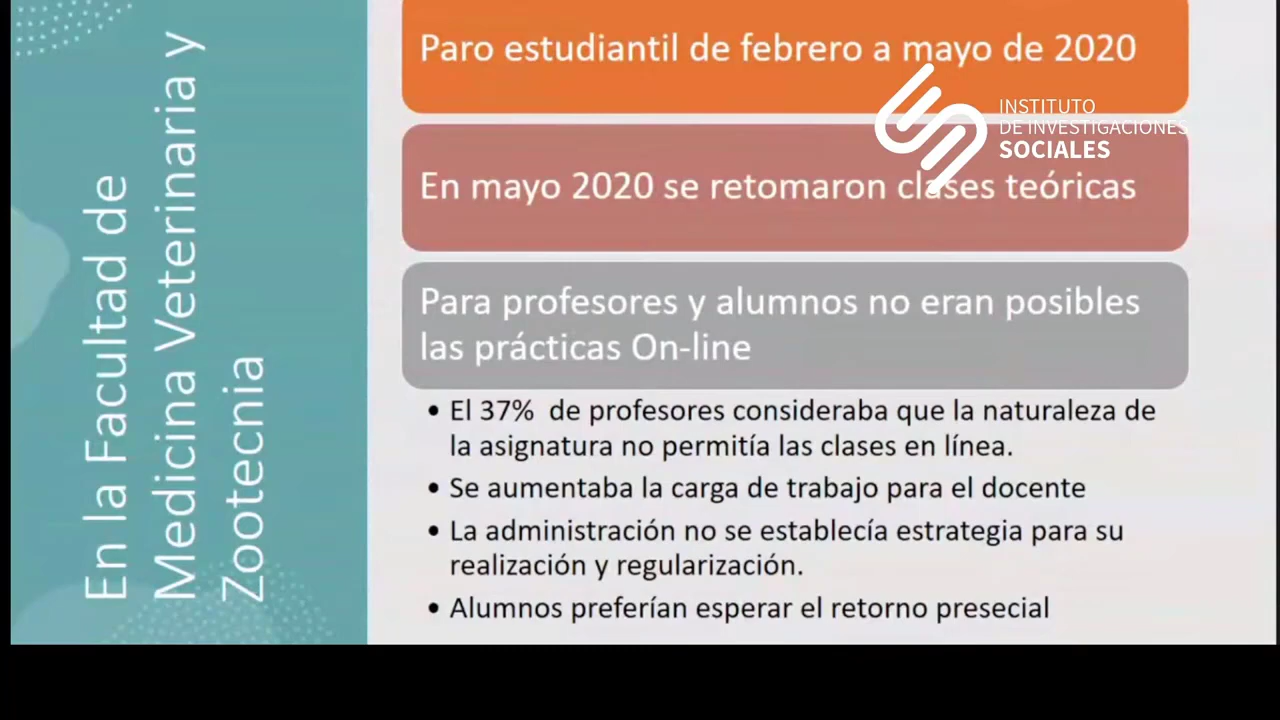 En la Facultad de
Medicina Veterinaria y
Zootecnia
Paro estudiantil de febrero a mayo de 2020
INSTITUTO
DE INVESTIGACIONES
SOCIALES
En mayo 2020 se retomaron clases teóricas
Para profesores y alumnos no eran posibles
las prácticas On-line
• El 37% de profesores consideraba que la naturaleza de
la asignatura no permitía las clases en línea.
• Se aumentaba la carga de trabajo para el docente
• La administración no se establecía estrategia para su
realización y regularización.
• Alumnos preferían esperar el retorno presecial